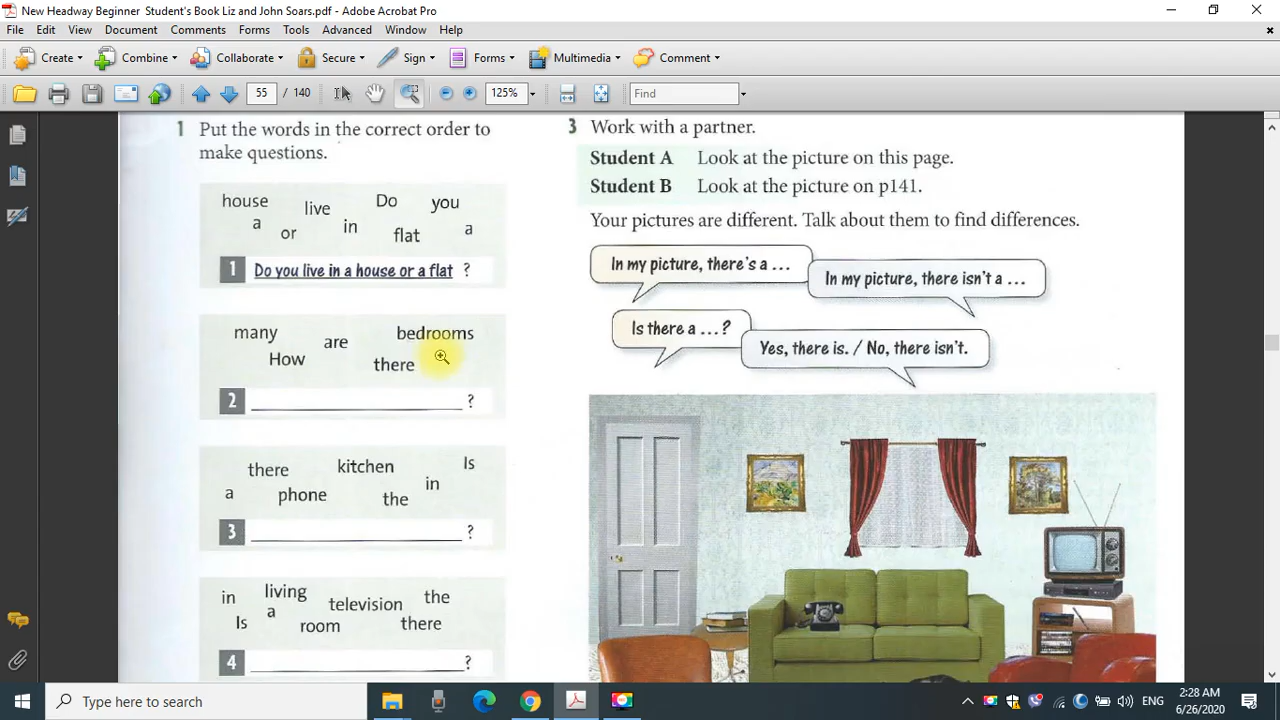 New Headway Beginner Student's Book Liz and John Soars.pdf - Adobe Acrobat Pro
File Edit View Document Comments Forms Tools Advanced Window Help
Create Combine Collaborate Secure Sign Forms Multimedia Comment
55 / 140 125% Find
1 Put the words in the correct order to
make questions.
house live Do you
a or in flat a
1 Do you live in a house or a flat ?
many are bedrooms
How there
2 ?
there kitchen Is
a phone the in
3 ?
in living television the
Is a room there
4 ?
3 Work with a partner.
Student A Look at the picture on this page.
Student B Look at the picture on p141.
Your pictures are different. Talk about them to find differences.
In my picture, there's a ...
In my picture, there isn't a ...
Is there a ...?
Yes, there is. / No, there isn't.
Type here to search
ENG
2:28 AM
6/26/2020